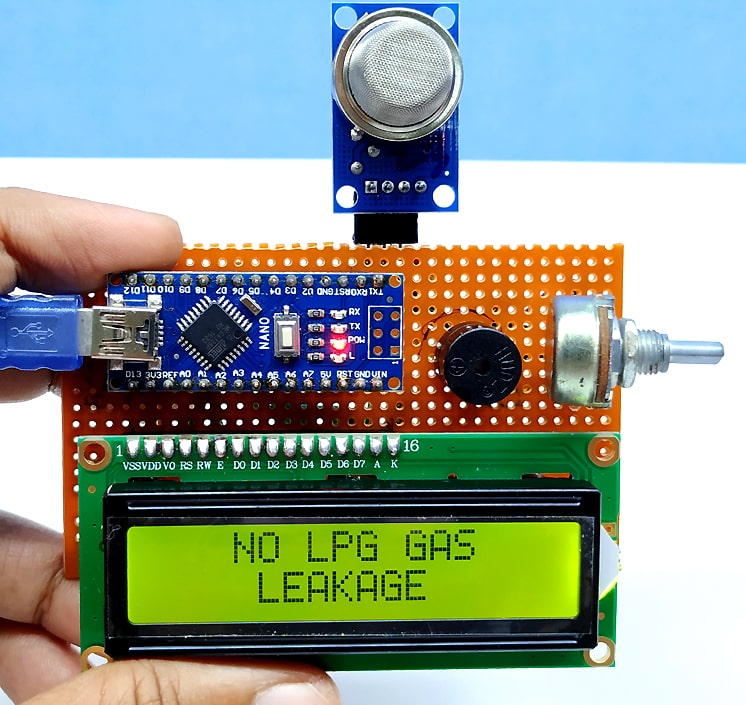 D12 D11 D10 D9 D8 D7 D6 D5 D4 D3 D2 GND RST RX0 TX1
NANO
RX
TX
POW
L
1
D13 3V3 REF A0 A1 A2 A3 A4 A5 A6 A7 5V RST GND VIN
1 16
VSS VDD VO RS RW E D0 D1 D2 D3 D4 D5 D6 D7 A K
NO LPG GAS
LEAKAGE